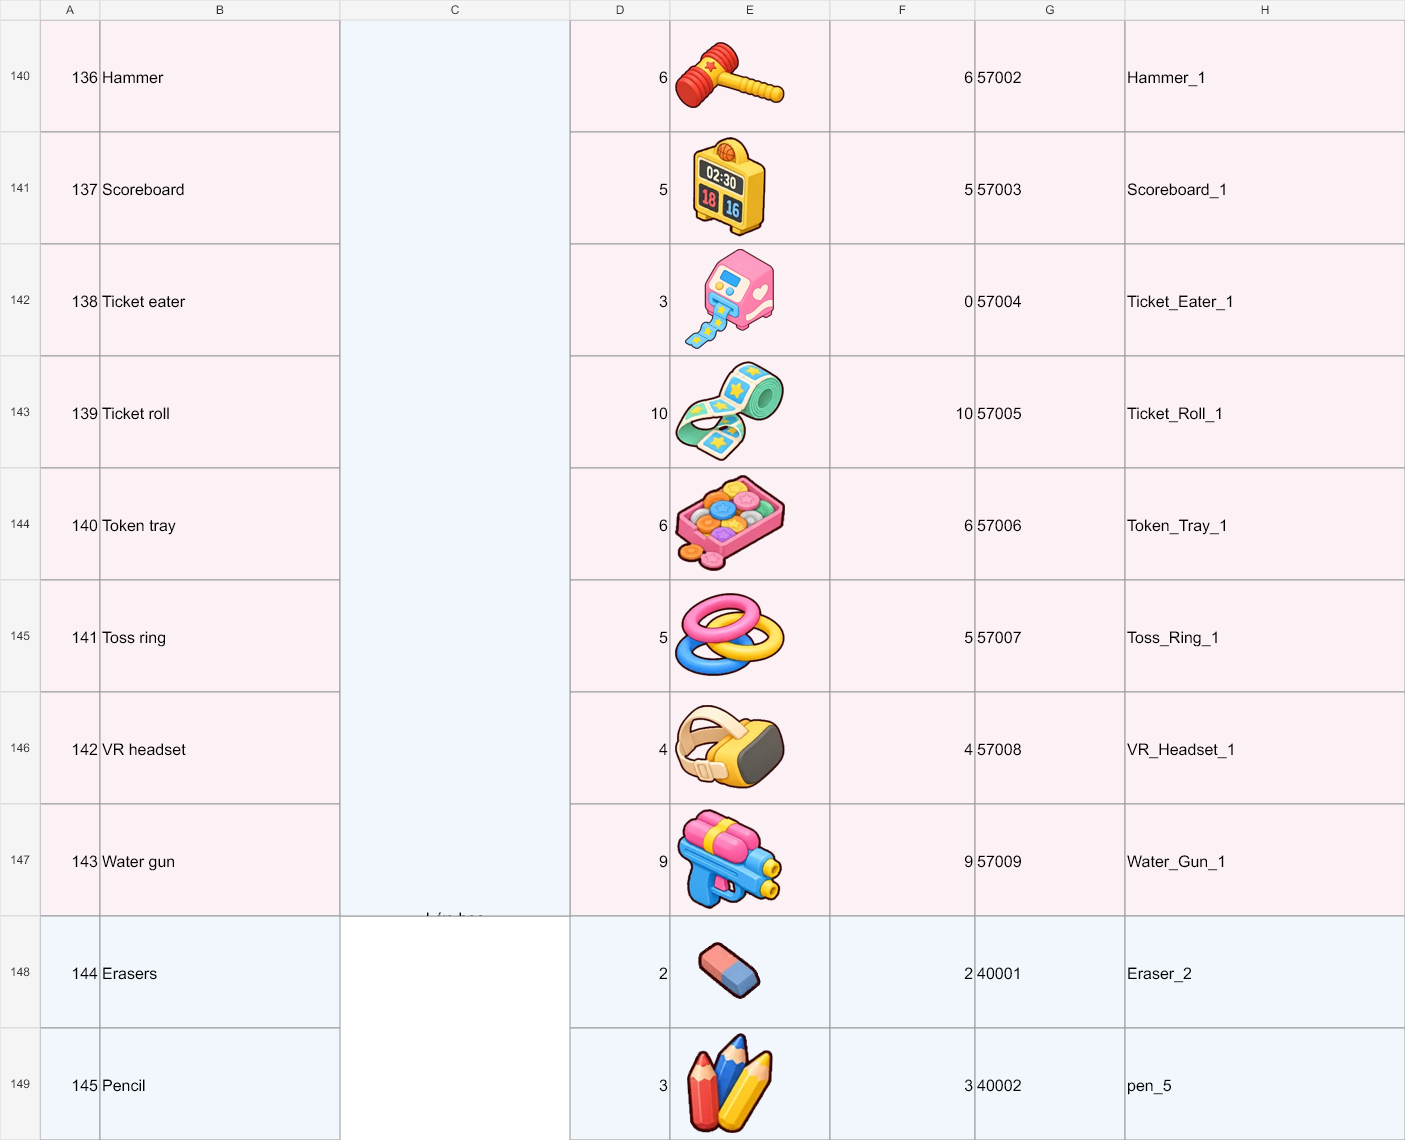 A B C D E F G H
140 136 Hammer 6 6 57002 Hammer_1
141 137 Scoreboard 5 02:30 18 16 5 57003 Scoreboard_1
142 138 Ticket eater 3 0 57004 Ticket_Eater_1
143 139 Ticket roll 10 10 57005 Ticket_Roll_1
144 140 Token tray 6 6 57006 Token_Tray_1
145 141 Toss ring 5 5 57007 Toss_Ring_1
146 142 VR headset 4 4 57008 VR_Headset_1
147 143 Water gun 9 9 57009 Water_Gun_1
148 144 Erasers 2 2 40001 Eraser_2
149 145 Pencil 3 3 40002 pen_5